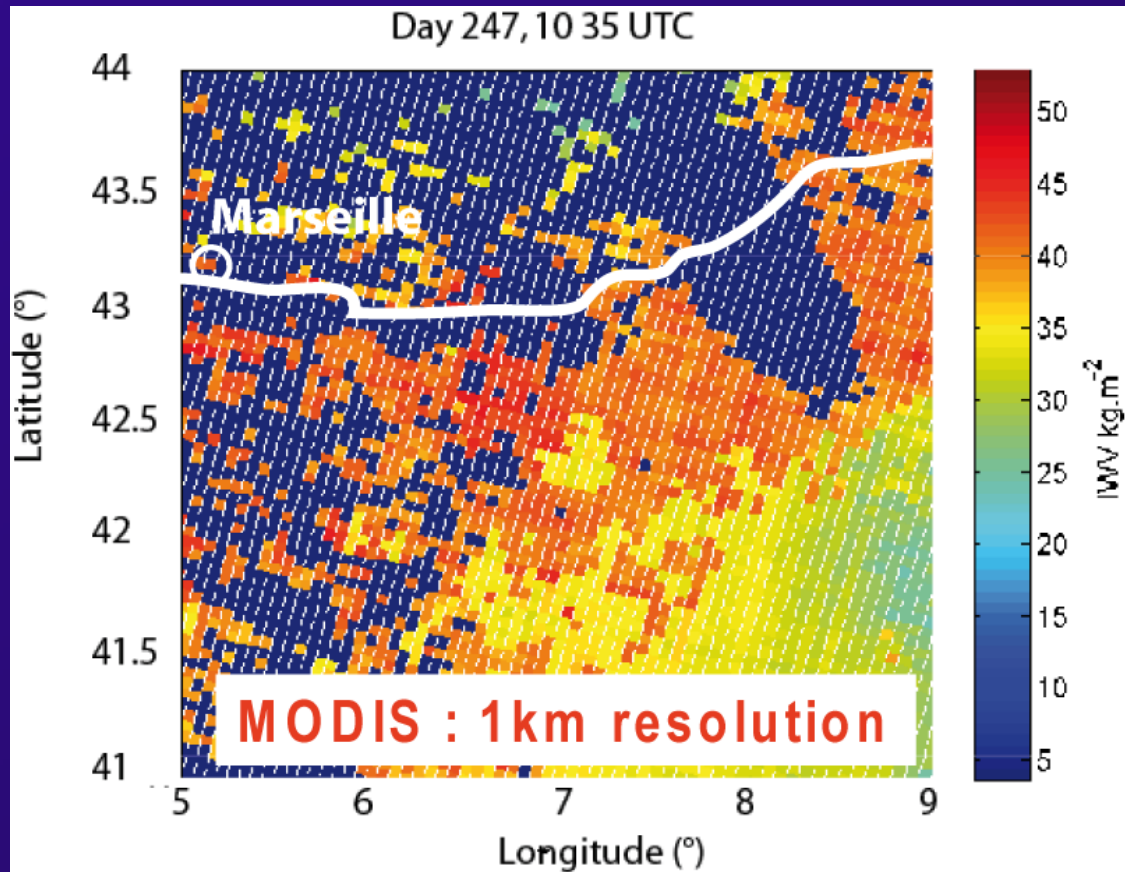 Day 247, 10 35 UTC
44
43.5
43
42.5
42
41.5
41
Latitude (°)
Marseille
MODIS : 1km resolution
5 6 7 8 9
Longitude (°)
50
45
40
35
30
25
20
15
10
5
IWV kg.m⁻²